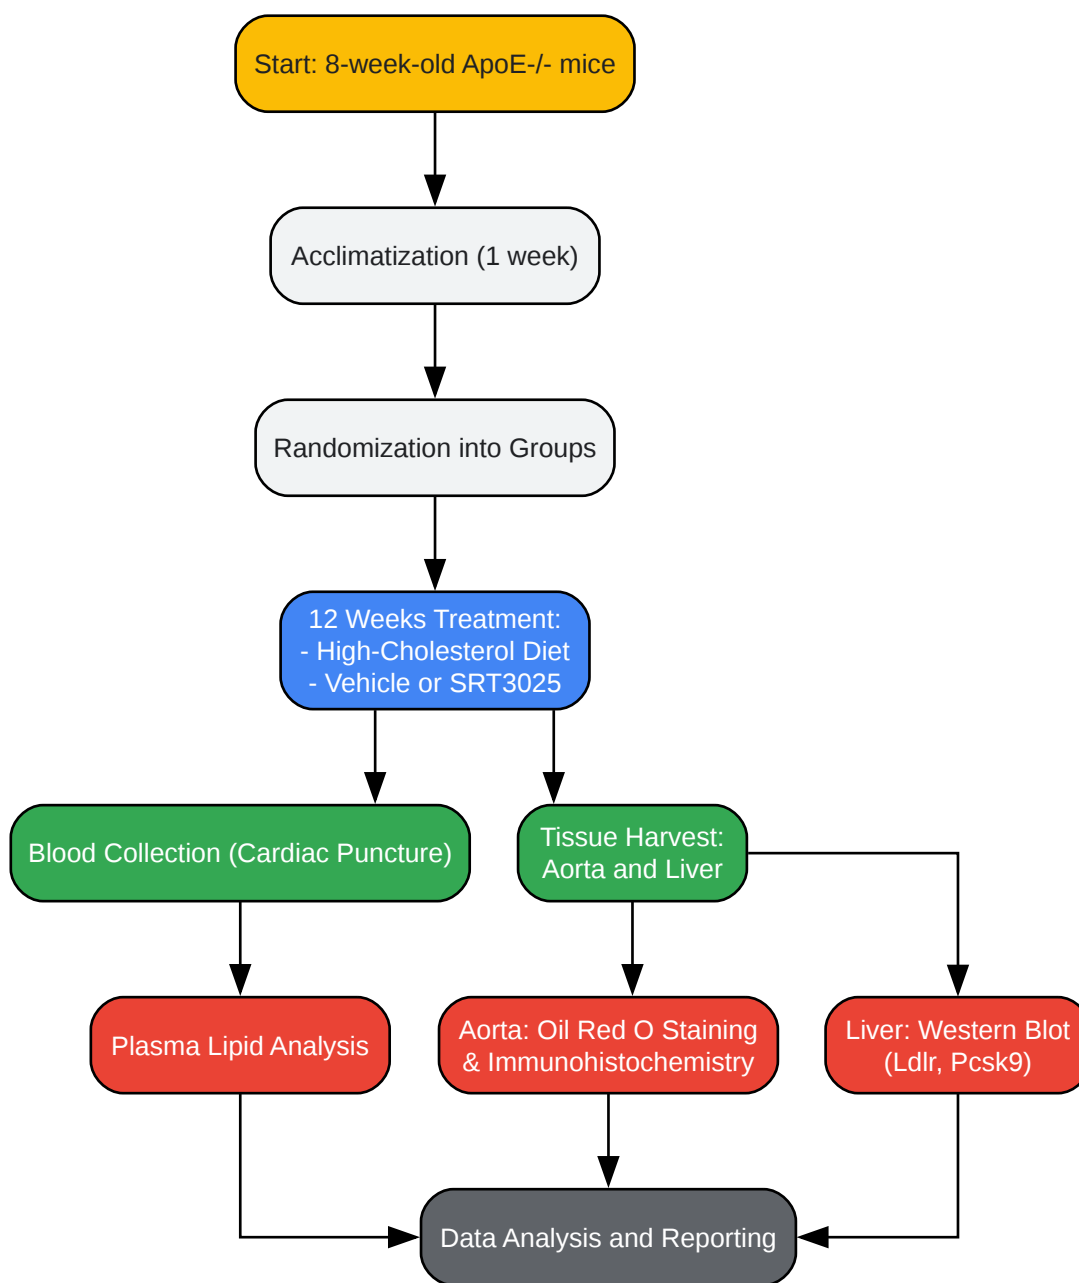 Start: 8-week-old ApoE-/- mice
Acclimatization (1 week)
Randomization into Groups
12 Weeks Treatment:
- High-Cholesterol Diet
- Vehicle or SRT3025
Blood Collection (Cardiac Puncture)
Tissue Harvest:
Aorta and Liver
Plasma Lipid Analysis
Aorta: Oil Red O Staining
& Immunohistochemistry
Liver: Western Blot
(Ldlr, Pcsk9)
Data Analysis and Reporting